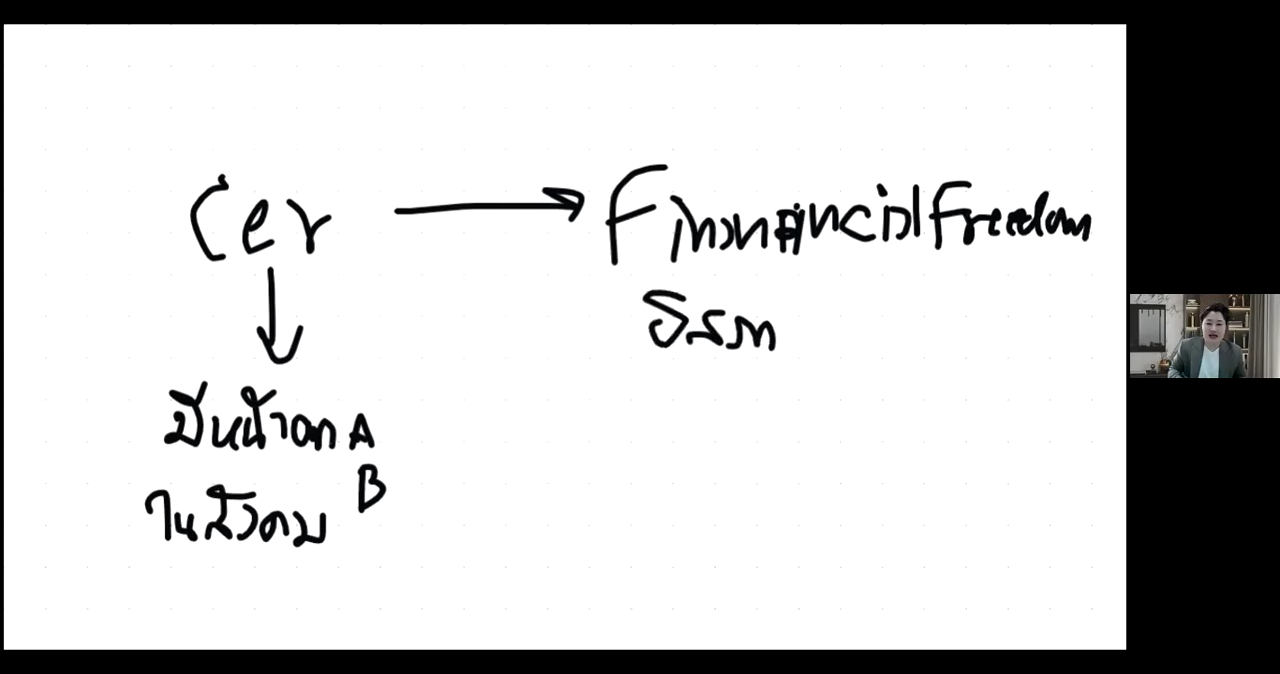 Cer → Financial Freedom
อิสรภ
มีหน้าตา A
B
ในสังคม